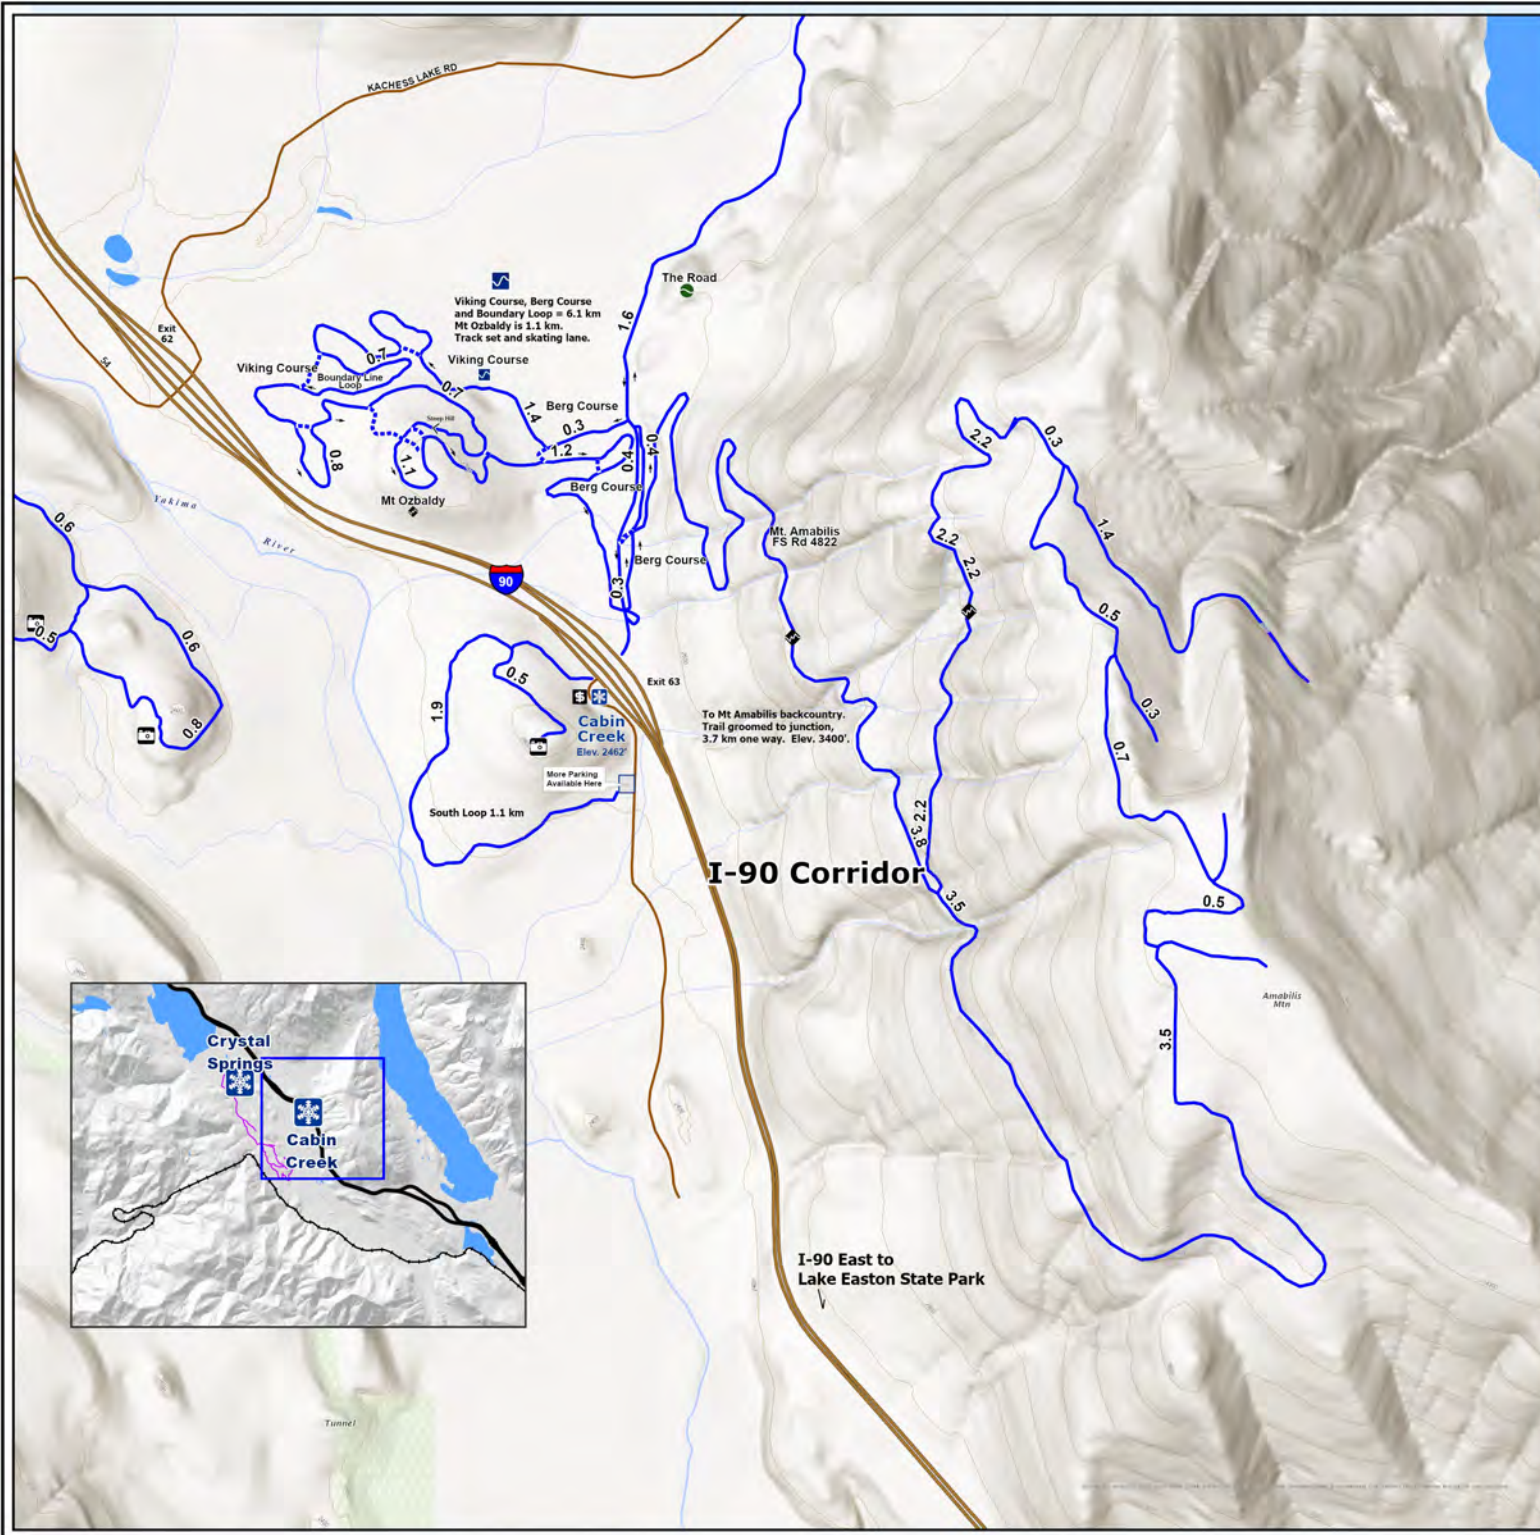 KACHESS LAKE RD
The Road
Viking Course, Berg Course
and Boundary Loop = 6.1 km
Mt Ozbaldy is 1.1 km.
Track set and skating lane.
1.6
Exit
62
54
Viking Course
0.7
Boundary Line
Loop
Viking Course
0.7
1.4
Berg Course
0.3
1.2
0.4
0.4
0.8
1.1
Steep Hill
Mt Ozbaldy
Berg Course
Berg Course
0.3
Yakima
River
90
0.6
0.5
0.6
0.8
2.2
0.3
1.4
Mt. Amabilis
FS Rd 4822
2.2
2.2
0.5
0.3
0.7
Exit 63
0.5
1.9
$
Cabin
Creek
Elev. 2462'
More Parking
Available Here
South Loop 1.1 km
To Mt Amabilis backcountry.
Trail groomed to junction,
3.7 km one way.  Elev. 3400'.
2.2
3.8
I-90 Corridor
3.5
0.5
Amabilis
Mtn
3.5
Crystal
Springs
Cabin
Creek
I-90 East to
Lake Easton State Park
Tunnel